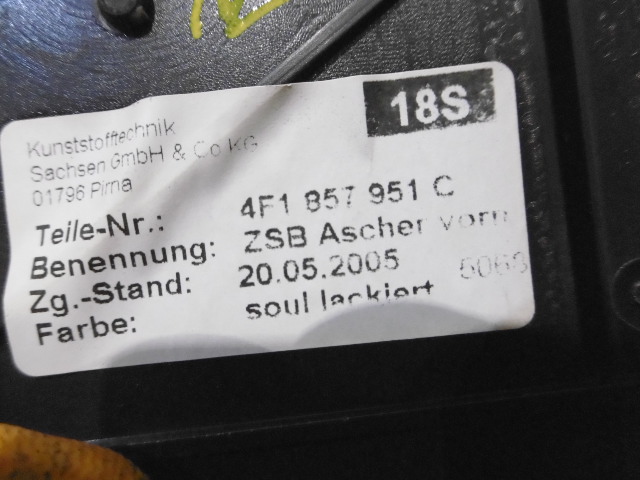 18S
Kunststofftechnik
Sachsen GmbH & Co KG
01796 Pirna
Teile-Nr.: 4F1 857 951 C
Benennung: ZSB Ascher vorn
Zg.-Stand: 20.05.2005
Farbe: soul lackiert